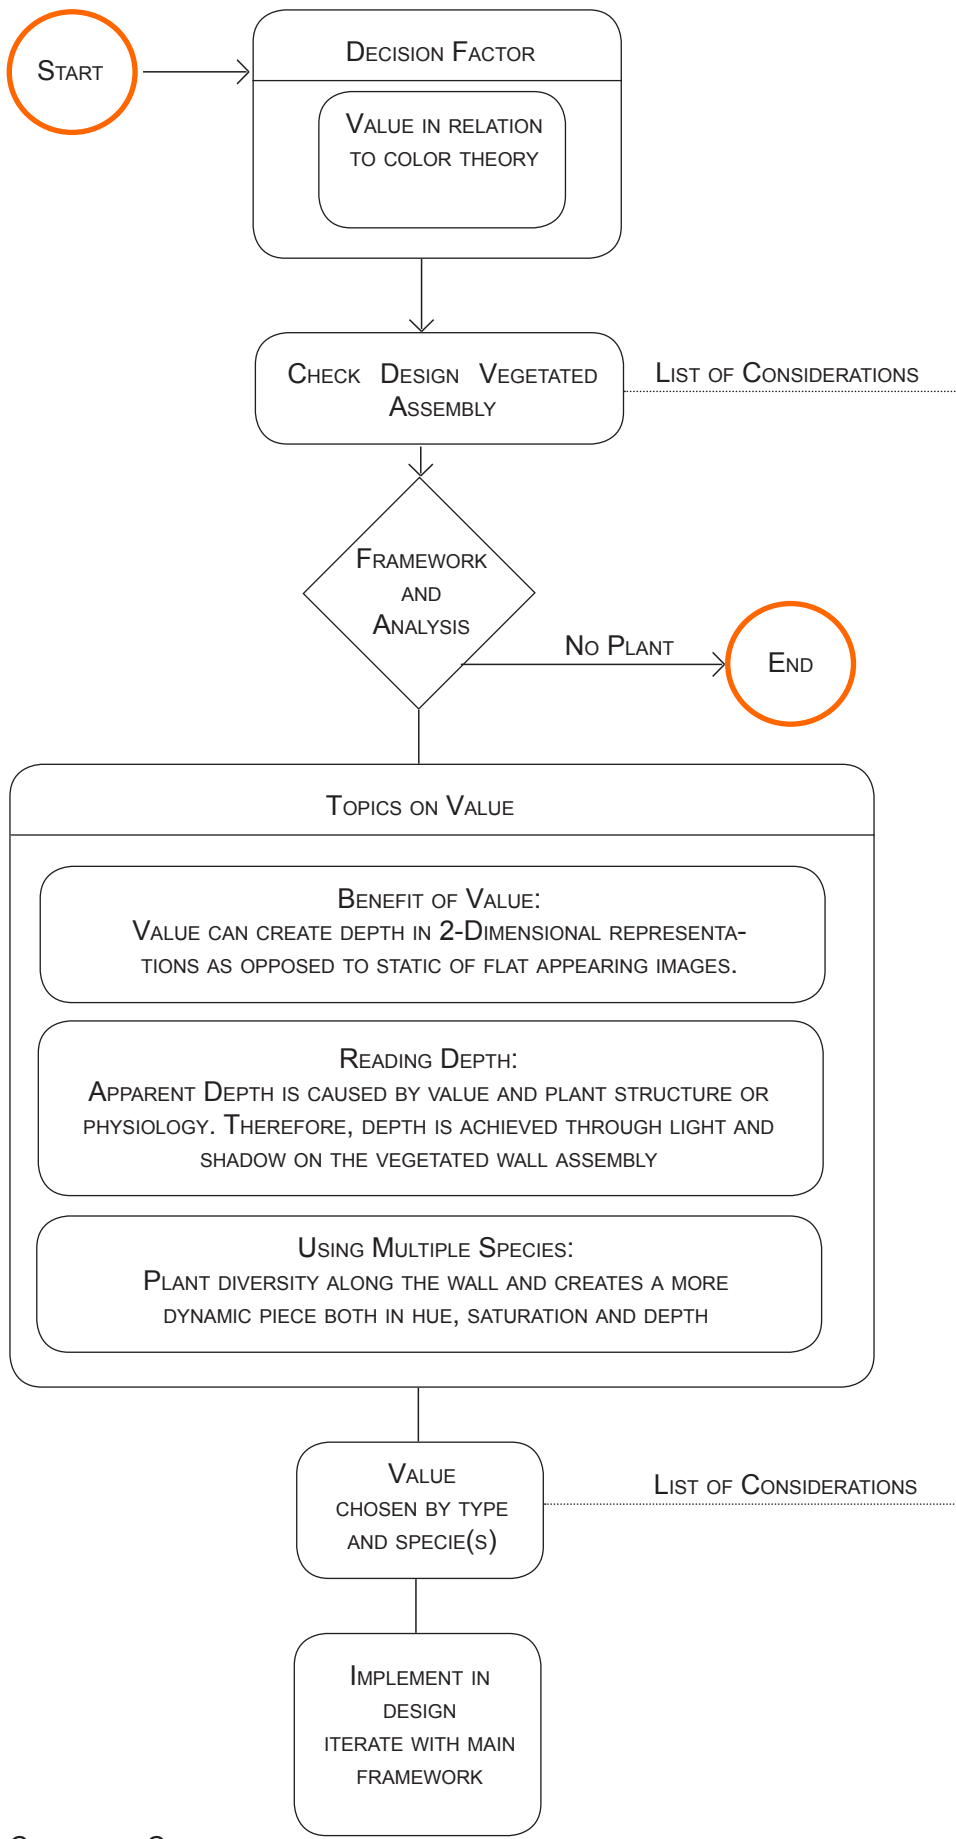 Start
Decision Factor
Value in relation
to color theory
Check Design Vegetated
Assembly
List of Considerations
Framework
and
Analysis
No Plant
End
Topics on Value
Benefit of Value:
Value can create depth in 2-Dimensional representa-
tions as opposed to static of flat appearing images.
Reading Depth:
Apparent Depth is caused by value and plant structure or
physiology. Therefore, depth is achieved through light and
shadow on the vegetated wall assembly
Using Multiple Species:
Plant diversity along the wall and creates a more
dynamic piece both in hue, saturation and depth
Value
chosen by type
and specie(s)
List of Considerations
Implement in
design
iterate with main
framework